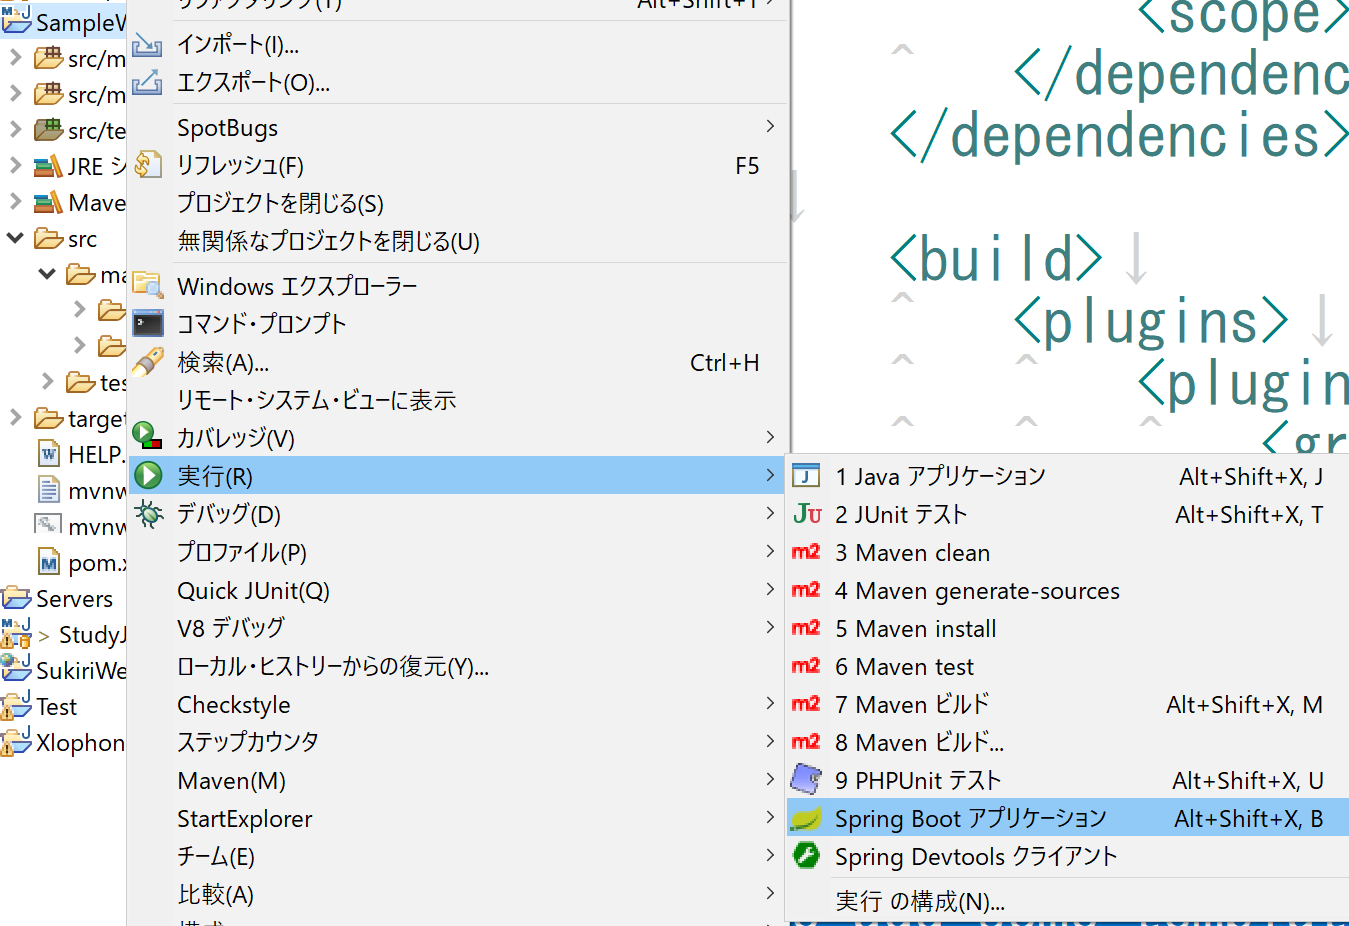 SampleW
src/m
src/m
src/te
JRE シ
Mave
src
ma
tes
target
HELP.
mvnw
mvnw
pom.x
Servers
> StudyJ
SukiriWe
Test
Xlophon
リファクタリング(T) Alt+Shift+T
インポート(I)...
エクスポート(O)...
SpotBugs
リフレッシュ(F) F5
プロジェクトを閉じる(S)
無関係なプロジェクトを閉じる(U)
Windows エクスプローラー
コマンド・プロンプト
検索(A)... Ctrl+H
リモート・システム・ビューに表示
カバレッジ(V)
実行(R)
デバッグ(D)
プロファイル(P)
Quick JUnit(Q)
V8 デバッグ
ローカル・ヒストリーからの復元(Y)...
Checkstyle
ステップカウンタ
Maven(M)
StartExplorer
チーム(E)
比較(A)
1 Java アプリケーション Alt+Shift+X, J
2 JUnit テスト Alt+Shift+X, T
3 Maven clean
4 Maven generate-sources
5 Maven install
6 Maven test
7 Maven ビルド Alt+Shift+X, M
8 Maven ビルド...
9 PHPUnit テスト Alt+Shift+X, U
Spring Boot アプリケーション Alt+Shift+X, B
Spring Devtools クライアント
実行 の構成(N)...
<scope>
</dependenc
</dependencies>
<build>↓
<plugins>↓
<plugin
<gr